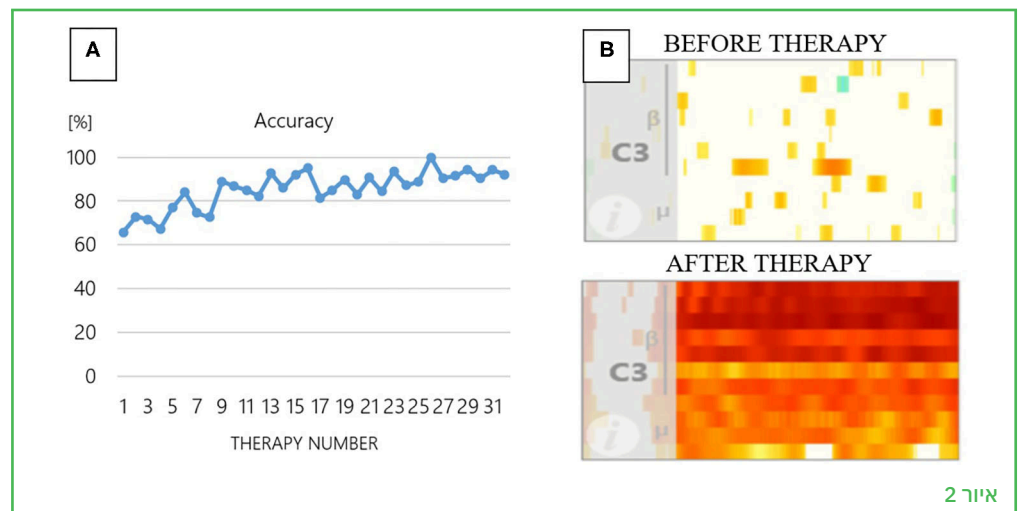 A
[%]
Accuracy
100
80
60
40
20
0
1 3 5 7 9 11 13 15 17 19 21 23 25 27 29 31
THERAPY NUMBER
B
BEFORE THERAPY
β
C3
i
μ
AFTER THERAPY
β
C3
i
μ
איור 2